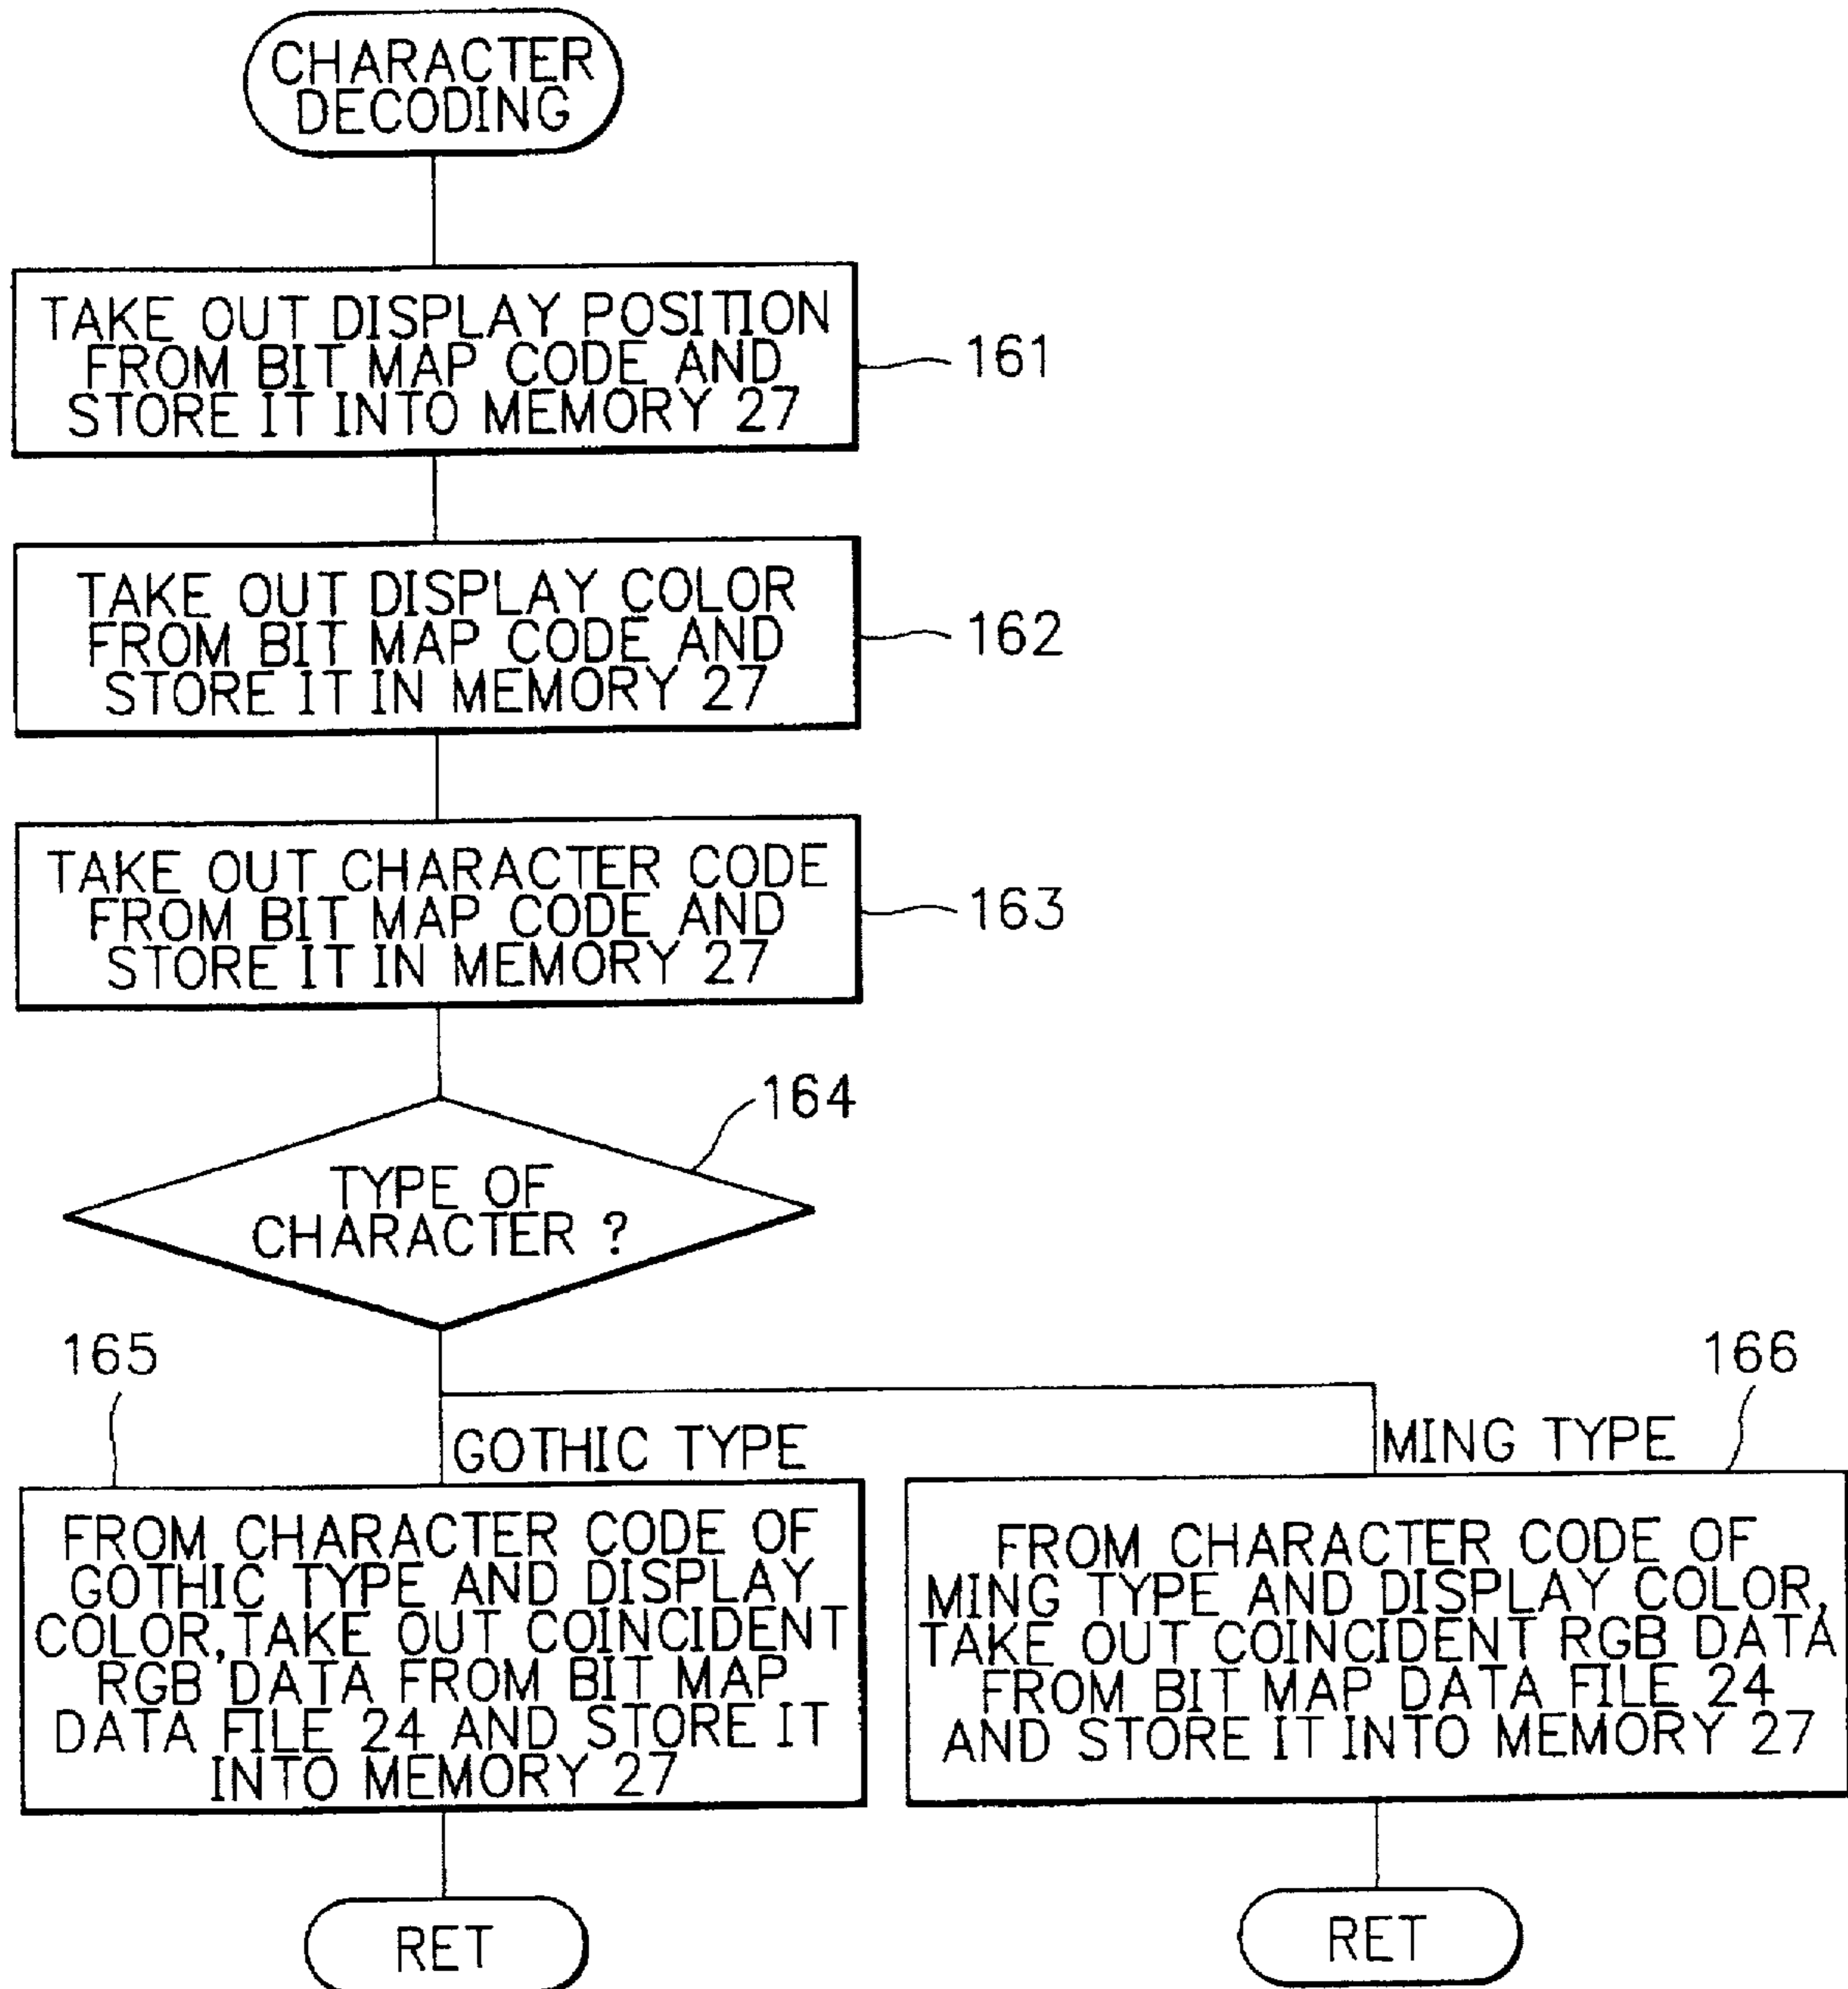 CHARACTER
DECODING
TAKE OUT DISPLAY POSITION
FROM BIT MAP CODE AND
STORE IT INTO MEMORY 27
161
TAKE OUT DISPLAY COLOR
FROM BIT MAP CODE AND
STORE IT IN MEMORY 27
162
TAKE OUT CHARACTER CODE
FROM BIT MAP CODE AND
STORE IT IN MEMORY 27
163
164
TYPE OF
CHARACTER ?
165
166
GOTHIC TYPE
MING TYPE
FROM CHARACTER CODE OF
GOTHIC TYPE AND DISPLAY
COLOR,TAKE OUT COINCIDENT
RGB DATA FROM BIT MAP
DATA FILE 24 AND STORE IT
INTO MEMORY 27
FROM CHARACTER CODE OF
MING TYPE AND DISPLAY COLOR,
TAKE OUT COINCIDENT RGB DATA
FROM BIT MAP DATA FILE 24
AND STORE IT INTO MEMORY 27
RET
RET